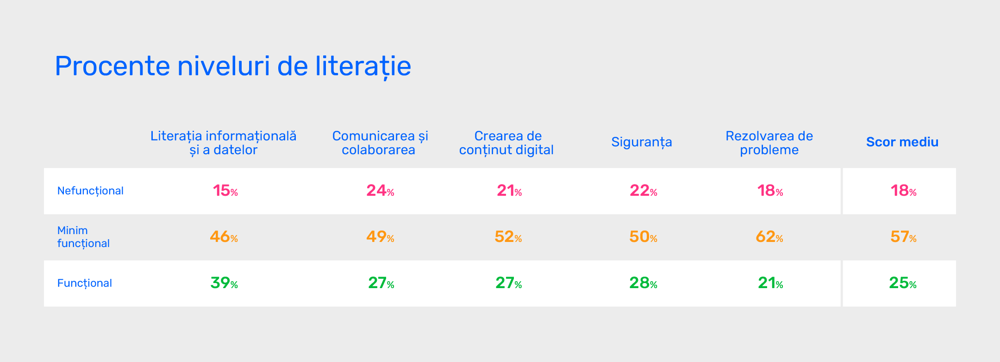 Procente niveluri de literație
Literația informațională
și a datelor
Comunicarea și
colaborarea
Crearea de
conținut digital
Siguranța
Rezolvarea de
probleme
Scor mediu
Nefuncțional 15% 24% 21% 22% 18% 18%
Minim
funcțional 46% 49% 52% 50% 62% 57%
Funcțional 39% 27% 27% 28% 21% 25%